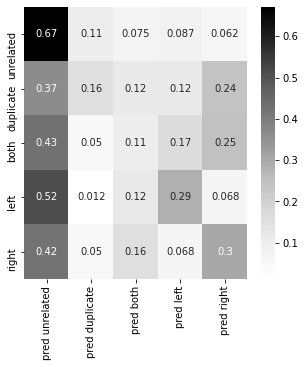 unrelated 0.67 0.11 0.075 0.087 0.062
duplicate 0.37 0.16 0.12 0.12 0.24
both 0.43 0.05 0.11 0.17 0.25
left 0.52 0.012 0.12 0.29 0.068
right 0.42 0.05 0.16 0.068 0.3
pred unrelated pred duplicate pred both pred left pred right
0.6
0.5
0.4
0.3
0.2
0.1